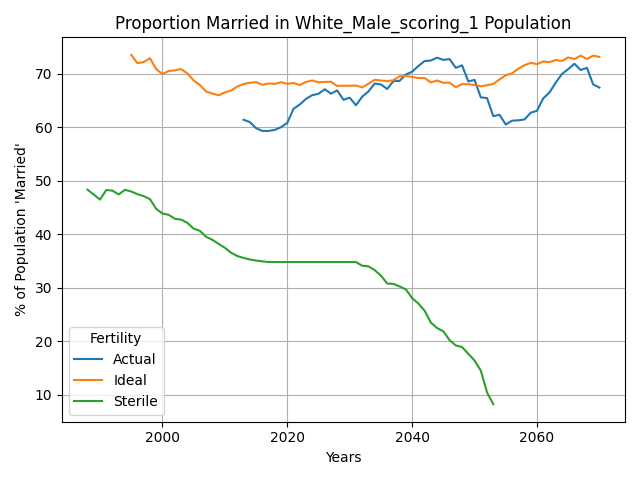 Proportion Married in White_Male_scoring_1 Population
% of Population 'Married'
70
60
50
40
30
20
10
Fertility
Actual
Ideal
Sterile
2000
2020
2040
2060
Years